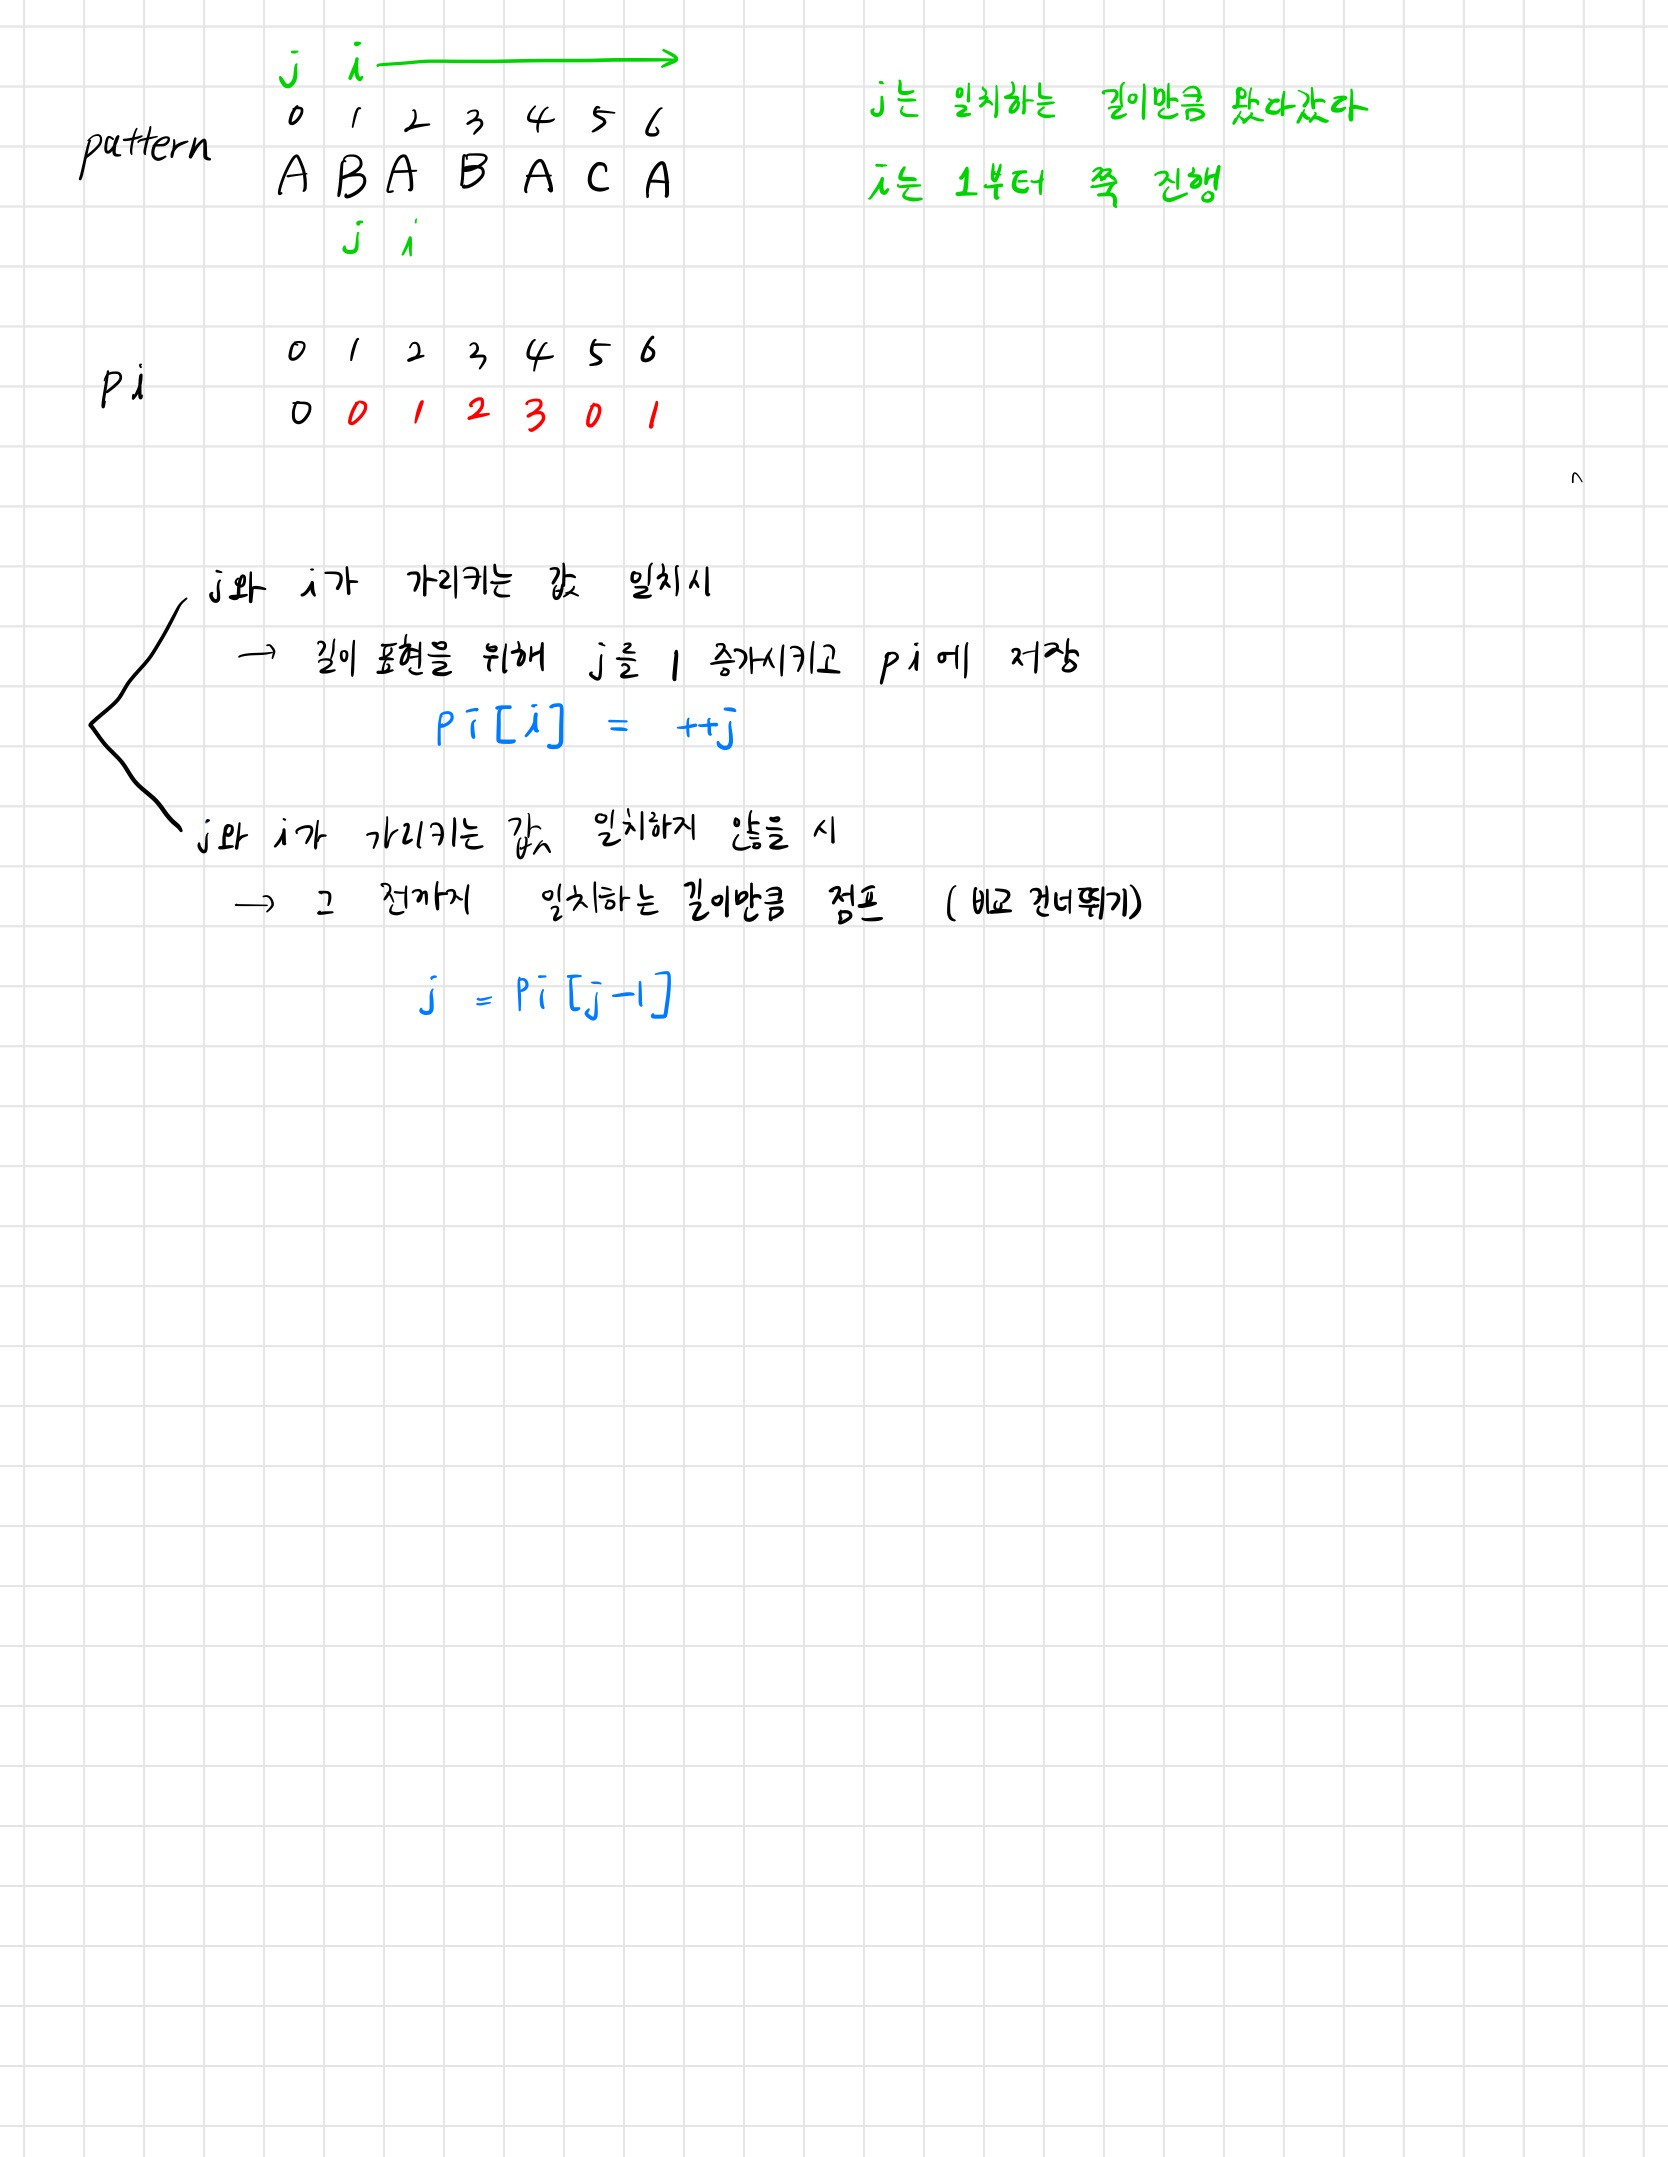 j i →
j는 일치하는 길이만큼 왔다갔다
0 1 2 3 4 5 6
pattern
A B A B A C A
i는 1부터 쭉 진행
j i
0 1 2 3 4 5 6
pi
0 0 1 2 3 0 1
j와 i가 가리키는 값 일치시
→ 길이 표현을 위해 j를 1 증가시키고 pi에 저장
pi[i] = ++j
j와 i가 가리키는 값 일치하지 않을 시
→ 그 전까지 일치하는 길이만큼 점프 (비교 건너뛰기)
j = pi[j-1]